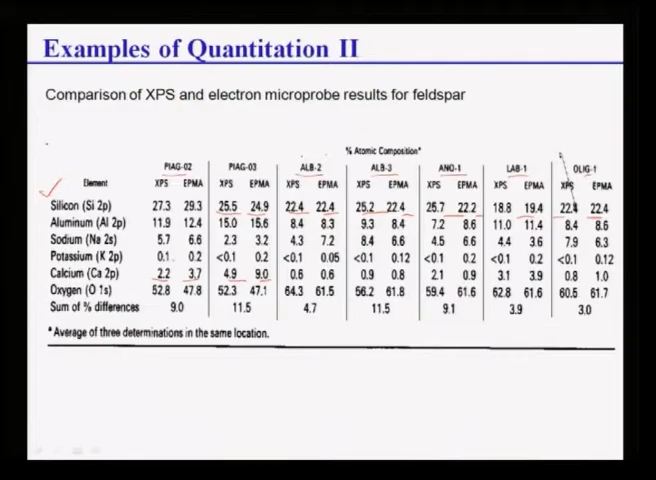 Examples of Quantitation II
Comparison of XPS and electron microprobe results for feldspar
% Atomic Composition*
PIAG-02 PIAG-03 ALB-2 ALB-3 ANO-1 LAB-1 OLIG-1
Element XPS EPMA XPS EPMA XPS EPMA XPS EPMA XPS EPMA XPS EPMA XPS EPMA
Silicon (Si 2p) 27.3 29.3 25.5 24.9 22.4 22.4 25.2 22.4 25.7 22.2 18.8 19.4 22.4 22.4
Aluminum (Al 2p) 11.9 12.4 15.0 15.6 8.4 8.3 9.3 8.4 7.2 8.6 11.0 11.4 8.4 8.6
Sodium (Na 2s) 5.7 6.6 2.3 3.2 4.3 7.2 8.4 6.6 4.5 6.6 4.4 3.6 7.9 6.3
Potassium (K 2p) 0.1 0.2 <0.1 0.2 <0.1 0.05 <0.1 0.12 <0.1 0.2 <0.1 0.2 <0.1 0.12
Calcium (Ca 2p) 2.2 3.7 4.9 9.0 0.6 0.6 0.9 0.8 2.1 0.9 3.1 3.9 0.8 1.0
Oxygen (O 1s) 52.8 47.8 52.3 47.1 64.3 61.5 56.2 61.8 59.4 61.6 62.8 61.6 60.5 61.7
Sum of % differences 9.0 11.5 4.7 11.5 9.1 3.9 3.0
* Average of three determinations in the same location.